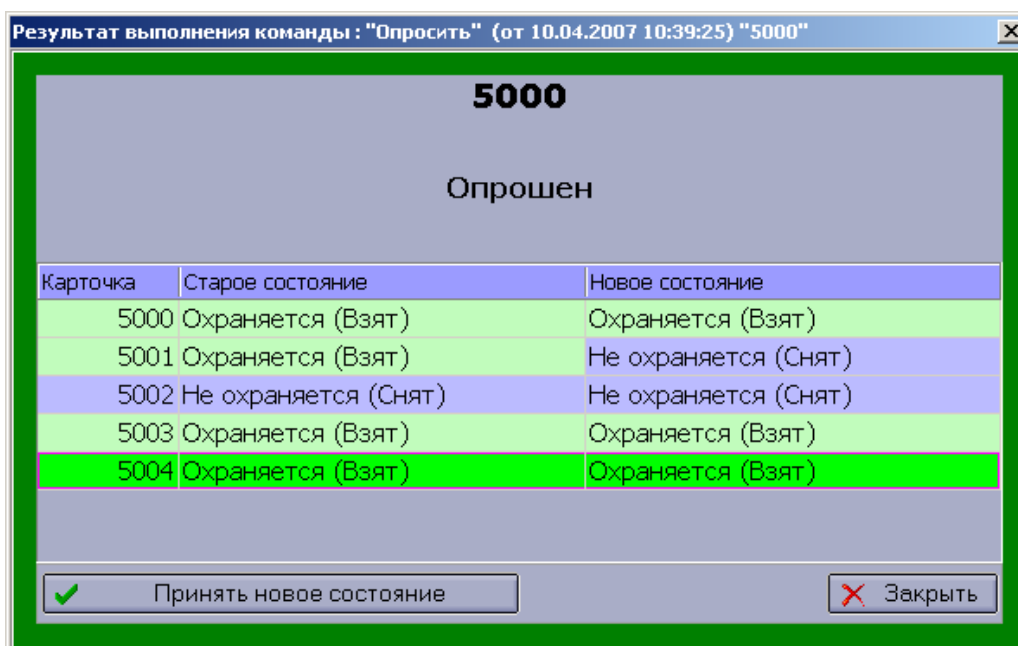 Результат выполнения команды : "Опросить" (от 10.04.2007 10:39:25) "5000"
5000
Опрошен
Карточка Старое состояние Новое состояние
5000 Охраняется (Взят) Охраняется (Взят)
5001 Охраняется (Взят) Не охраняется (Снят)
5002 Не охраняется (Снят) Не охраняется (Снят)
5003 Охраняется (Взят) Охраняется (Взят)
5004 Охраняется (Взят) Охраняется (Взят)
Принять новое состояние Закрыть